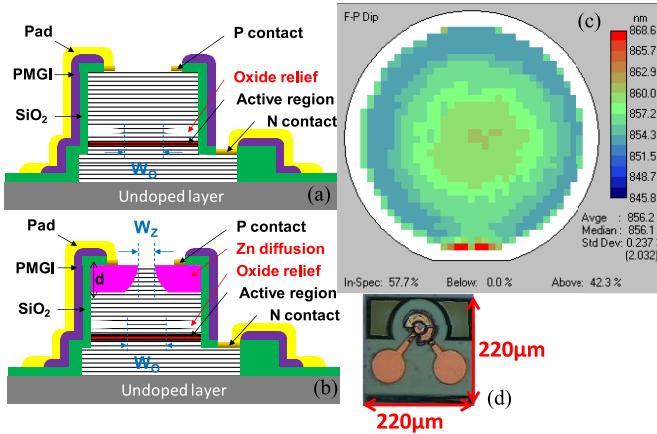 Pad
PMGI
SiO₂
P contact
Oxide relief
Active region
N contact
W_O
Undoped layer
(a)
W_Z
Pad
PMGI
d
SiO₂
P contact
Zn diffusion
Oxide relief
Active region
N contact
W_O
Undoped layer
(b)
F-P Dip
(c)
nm
868.6
865.7
862.9
860.0
857.2
854.3
851.5
848.7
845.8
Avge : 856.2
Median : 856.1
Std Dev: 0.237
(2.032)
In-Spec: 57.7 % Below: 0.0 % Above: 42.3 %
220μm
220μm
(d)